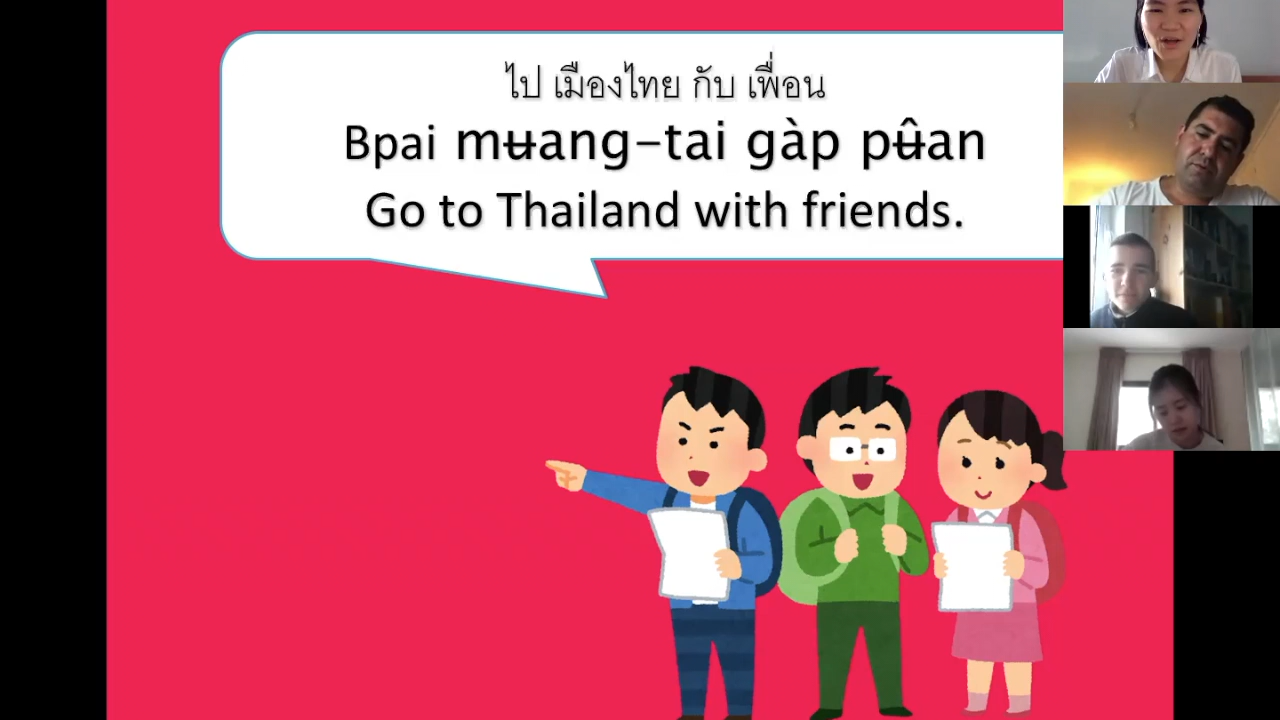 ไป เมืองไทย กับ เพื่อน
Bpai mʉang-tai gàp pʉ̂an
Go to Thailand with friends.